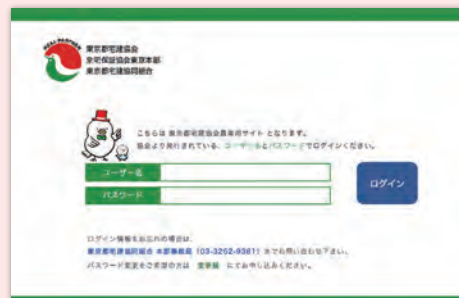 REAL PARTNER
東京都宅建協会
全宅保証協会東京本部
東京都宅建協同組合
こちらは 東京都宅建協会員専用サイト となります。
協会より発行されている、ユーザー名とパスワードでログインください。
ユーザー名
パスワード
ログイン
ログイン情報をお忘れの場合は、
東京都宅建協同組合 本部事務局 (03-3262-9381) までお問い合わせ下さい。
パスワード変更をご希望の方は 変更届 にてお申し込みください。